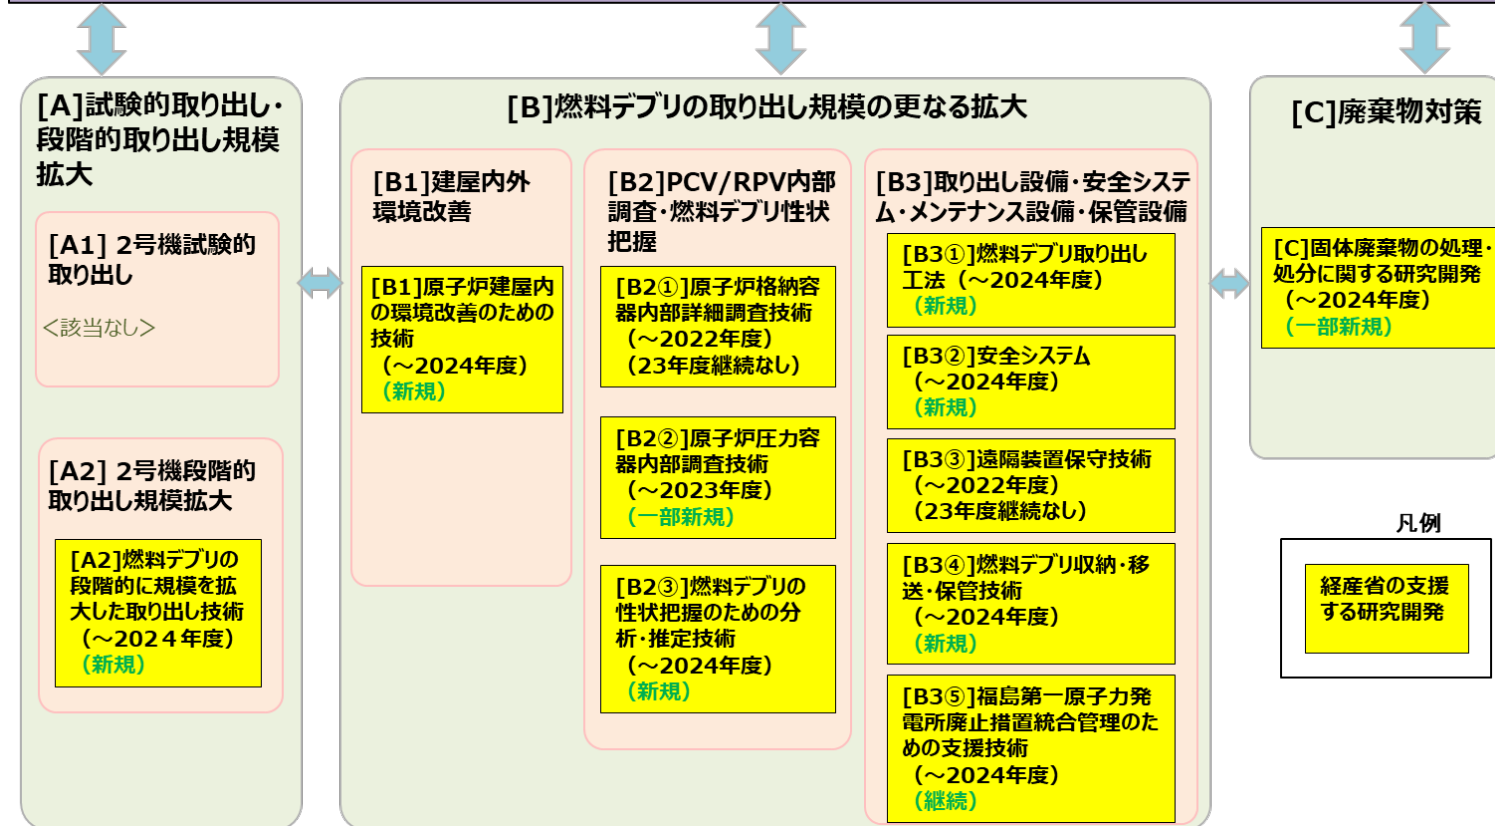 [A]試験的取り出し・
段階的取り出し規模
拡大
[A1] 2号機試験的
取り出し
＜該当なし＞
[A2] 2号機段階的
取り出し規模拡大
[A2]燃料デブリの
段階的に規模を拡
大した取り出し技術
（～202４年度）
（新規）
[B]燃料デブリの取り出し規模の更なる拡大
[B1]建屋内外
環境改善
[B1]原子炉建屋内
の環境改善のための
技術
（～2024年度）
（新規）
[B2]PCV/RPV内部
調査・燃料デブリ性状
把握
[B2①]原子炉格納容
器内部詳細調査技術
（～2022年度）
（23年度継続なし）
[B2②]原子炉圧力容
器内部調査技術
（～2023年度）
（一部新規）
[B2③]燃料デブリの
性状把握のための分
析・推定技術
（～2024年度）
（新規）
[B3]取り出し設備・安全システ
ム・メンテナンス設備・保管設備
[B3①]燃料デブリ取り出し
工法（～2024年度）
（新規）
[B3②]安全システム
（～2024年度）
（新規）
[B3③]遠隔装置保守技術
（～2022年度）
（23年度継続なし）
[B3④]燃料デブリ収納・移
送・保管技術
（～2024年度）
（新規）
[B3⑤]福島第一原子力発
電所廃止措置統合管理のた
めの支援技術
（～2024年度）
（継続）
[C]廃棄物対策
[C]固体廃棄物の処理・
処分に関する研究開発
（～2024年度）
（一部新規）
凡例
経産省の支援
する研究開発